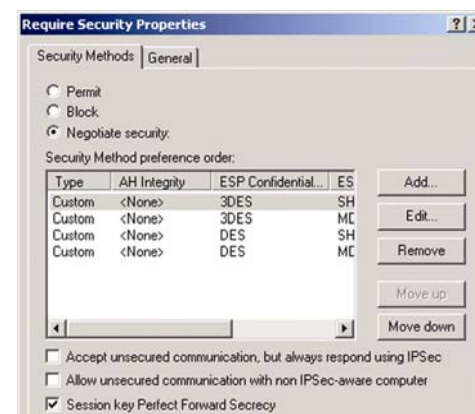 Require Security Properties
Security Methods General
Permit
Block
Negotiate security:
Security Method preference order:
Type AH Integrity ESP Confidential... ES
Custom <None> 3DES SH
Custom <None> 3DES MD
Custom <None> DES SH
Custom <None> DES MD
Add...
Edit...
Remove
Move up
Move down
Accept unsecured communication, but always respond using IPSec
Allow unsecured communication with non IPSec-aware computer
Session key Perfect Forward Secrecy